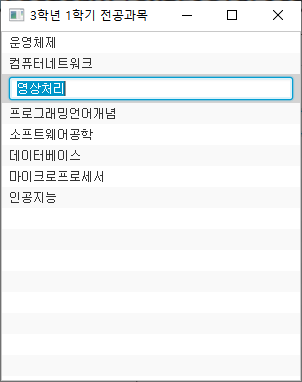 3학년 1학기 전공과목
운영체제
컴퓨터네트워크
영상처리
프로그래밍언어개념
소프트웨어공학
데이터베이스
마이크로프로세서
인공지능